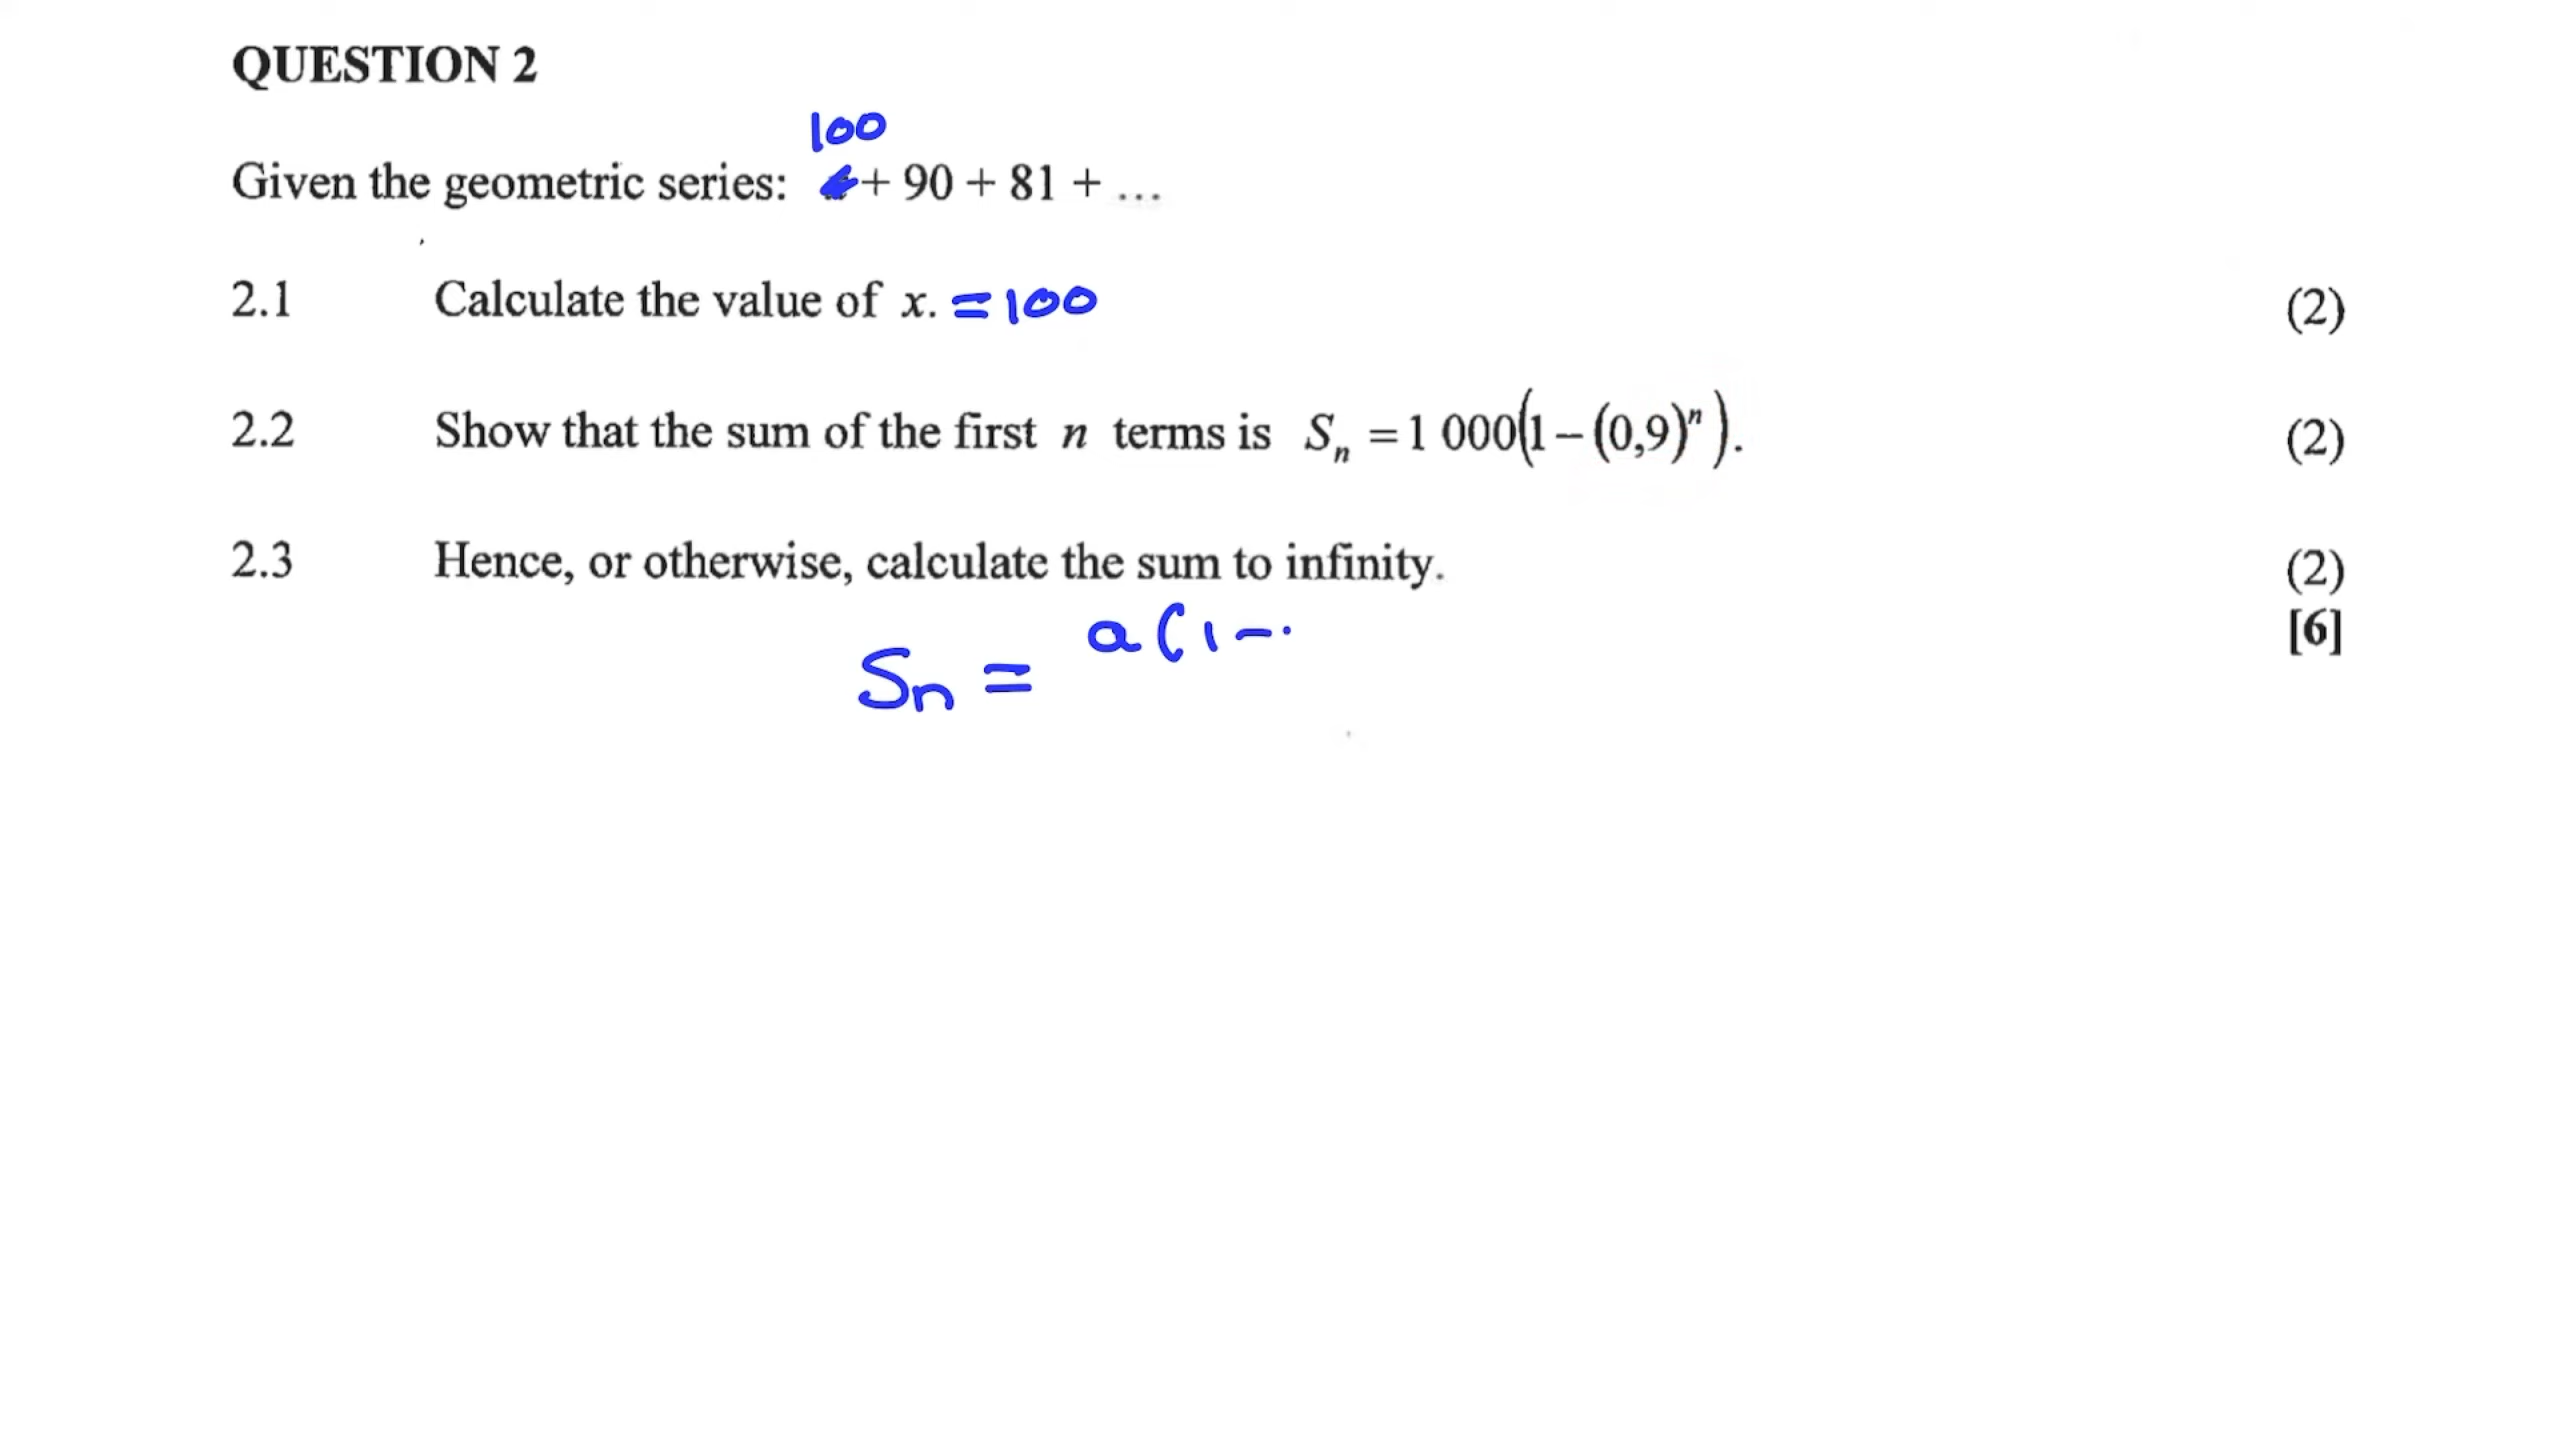 QUESTION 2
100
Given the geometric series: + 90 + 81 + ...
2.1 Calculate the value of x. = 100 (2)
2.2 Show that the sum of the first n terms is Sₙ = 1 000(1 – (0,9)ⁿ). (2)
2.3 Hence, or otherwise, calculate the sum to infinity. (2)
[6]
Sn = a(1-